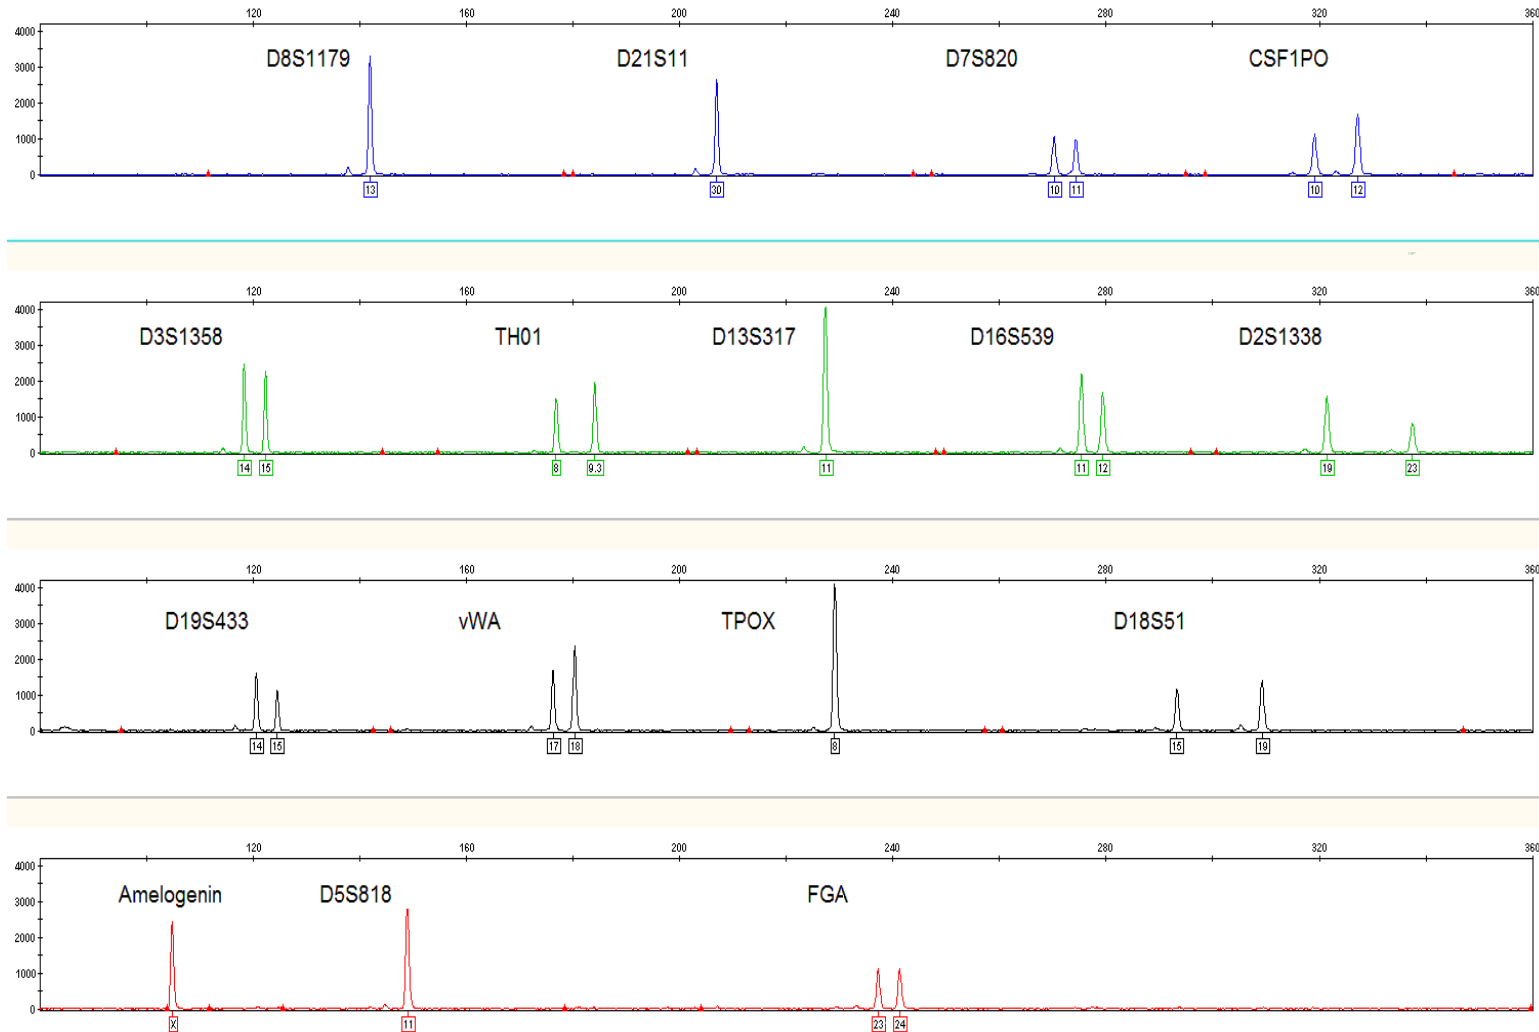 120 160 200 240 280 320 360
4000
3000
2000
1000
0
D8S1179 D21S11 D7S820 CSF1PO
13 30 10 11 10 12
120 160 200 240 280 320 360
4000
3000
2000
1000
0
D3S1358 TH01 D13S317 D16S539 D2S1338
14 15 8 9.3 11 11 12 19 23
120 160 200 240 280 320 360
4000
3000
2000
1000
0
D19S433 vWA TPOX D18S51
14 15 17 18 8 15 19
120 160 200 240 280 320 360
4000
3000
2000
1000
0
Amelogenin D5S818 FGA
X 11 23 24